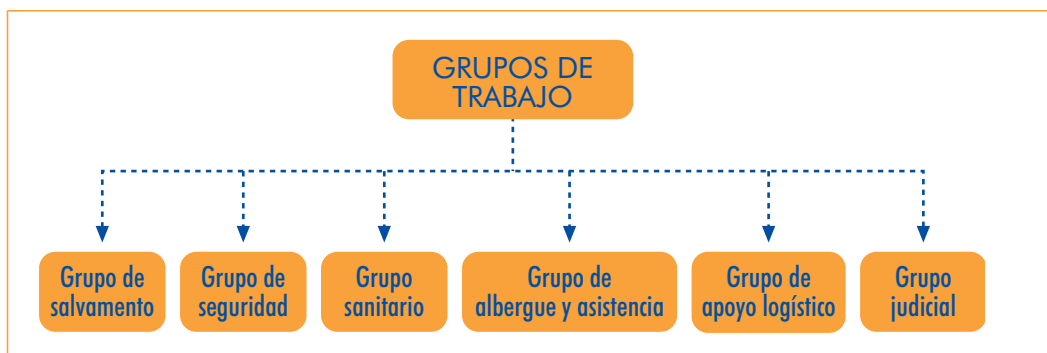 GRUPOS DE
TRABAJO
Grupo de
salvamento
Grupo de
seguridad
Grupo
sanitario
Grupo de
albergue y asistencia
Grupo de
apoyo logístico
Grupo
judicial